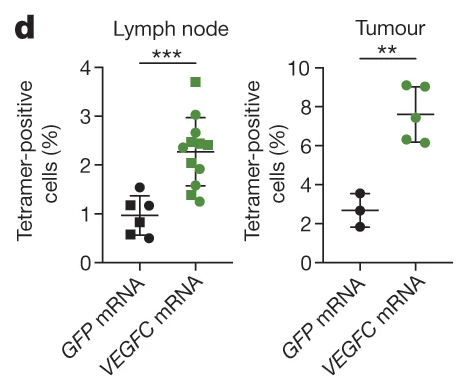 d
Lymph node
***
Tetramer-positive
cells (%)
4
3
2
1
0
GFP mRNA
VEGFC mRNA
Tumour
**
Tetramer-positive
cells (%)
10
8
6
4
2
0
GFP mRNA
VEGFC mRNA